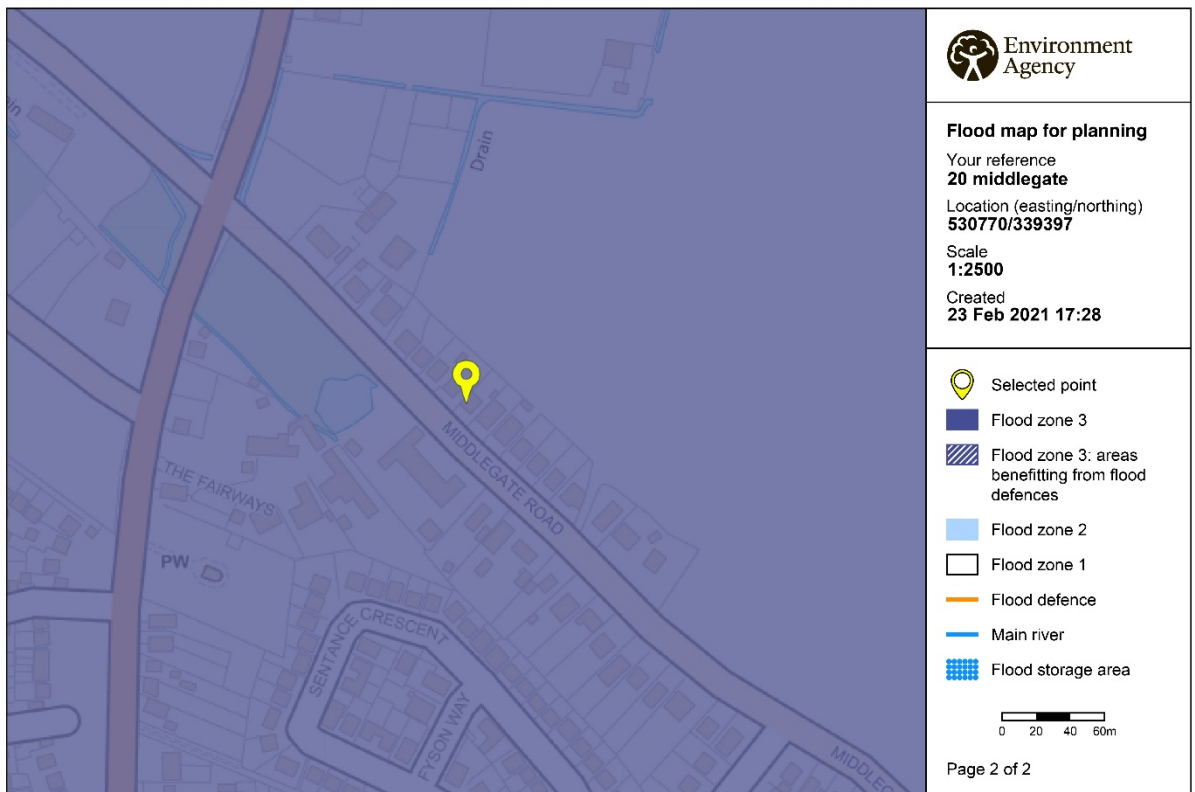 Drain
THE FAIRWAYS
MIDDLEGATE ROAD
PW
SENTANCE CRESCENT
FYSON WAY
Environment
Agency
Flood map for planning
Your reference
20 middlegate
Location (easting/northing)
530770/339397
Scale
1:2500
Created
23 Feb 2021 17:28
Selected point
Flood zone 3
Flood zone 3: areas
benefitting from flood
defences
Flood zone 2
Flood zone 1
Flood defence
Main river
Flood storage area
0 20 40 60m
Page 2 of 2